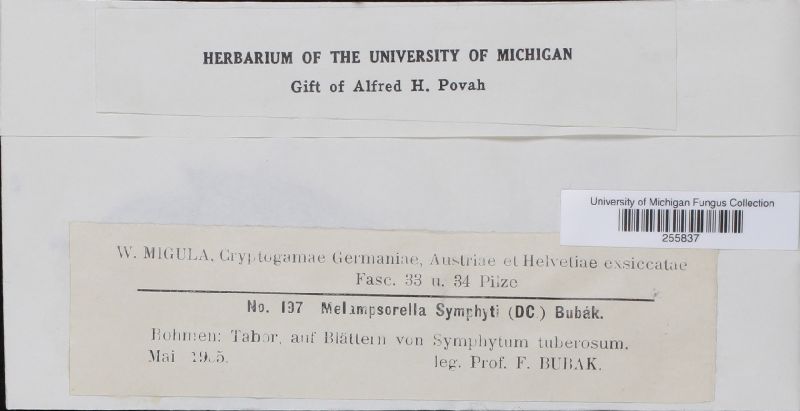 HERBARIUM OF THE UNIVERSITY OF MICHIGAN
Gift of Alfred H. Povah
University of Michigan Fungus Collection
255837
W. MIGULA, Cryptogamae Germaniae, Austriae et Helvetiae exsiccatae
Fasc. 33 u. 34 Pilze
No. 197 Melampsorella Symphyti (DC) Bubák.
Böhmen: Tabor, auf Blättern von Symphytum tuberosum.
Mai 1905. leg. Prof. F. BUBAK.